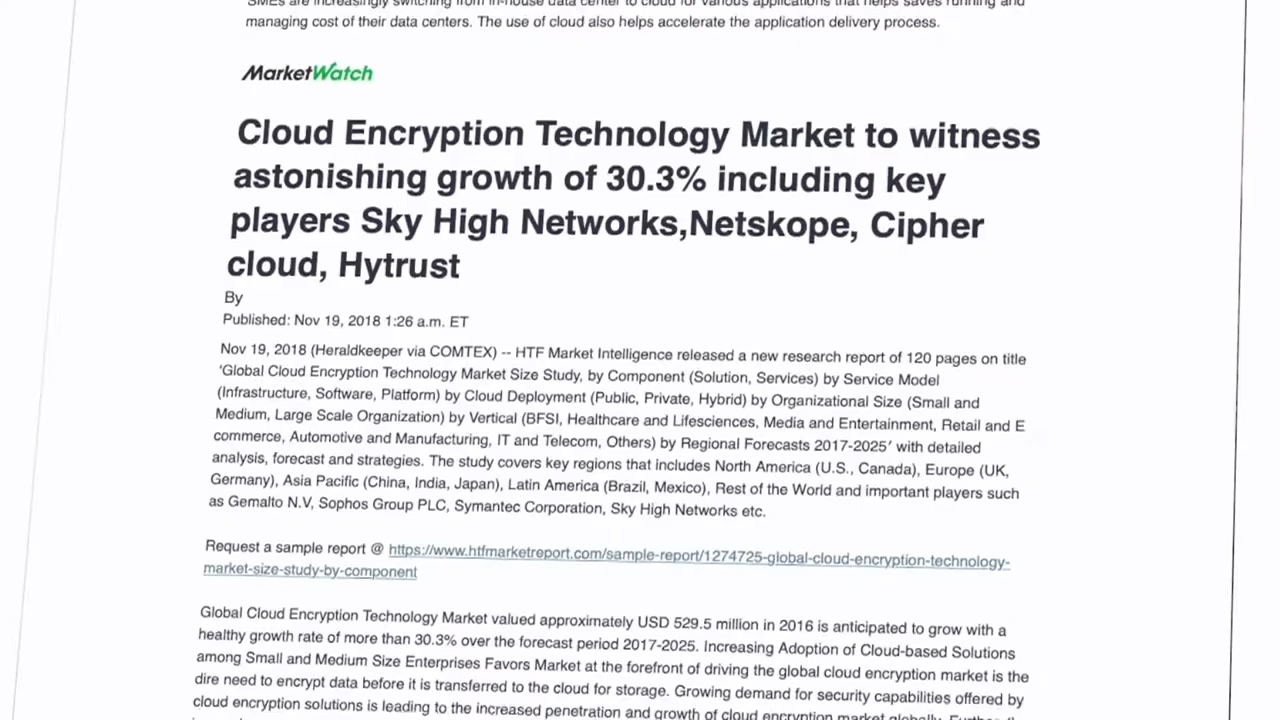 SMEs are increasingly switching from in-house data center to cloud for various applications that helps saves running and
managing cost of their data centers. The use of cloud also helps accelerate the application delivery process.
MarketWatch
Cloud Encryption Technology Market to witness
astonishing growth of 30.3% including key
players Sky High Networks,Netskope, Cipher
cloud, Hytrust
By
Published: Nov 19, 2018 1:26 a.m. ET
Nov 19, 2018 (Heraldkeeper via COMTEX) -- HTF Market Intelligence released a new research report of 120 pages on title
‘Global Cloud Encryption Technology Market Size Study, by Component (Solution, Services) by Service Model
(Infrastructure, Software, Platform) by Cloud Deployment (Public, Private, Hybrid) by Organizational Size (Small and
Medium, Large Scale Organization) by Vertical (BFSI, Healthcare and Lifesciences, Media and Entertainment, Retail and E
commerce, Automotive and Manufacturing, IT and Telecom, Others) by Regional Forecasts 2017-2025’ with detailed
analysis, forecast and strategies. The study covers key regions that includes North America (U.S., Canada), Europe (UK,
Germany), Asia Pacific (China, India, Japan), Latin America (Brazil, Mexico), Rest of the World and important players such
as Gemalto N.V, Sophos Group PLC, Symantec Corporation, Sky High Networks etc.
Request a sample report @ https://www.htfmarketreport.com/sample-report/1274725-global-cloud-encryption-technology-
market-size-study-by-component
Global Cloud Encryption Technology Market valued approximately USD 529.5 million in 2016 is anticipated to grow with a
healthy growth rate of more than 30.3% over the forecast period 2017-2025. Increasing Adoption of Cloud-based Solutions
among Small and Medium Size Enterprises Favors Market at the forefront of driving the global cloud encryption market is the
dire need to encrypt data before it is transferred to the cloud for storage. Growing demand for security capabilities offered by
cloud encryption solutions is leading to the increased penetration and growth of cloud encryption market globally.